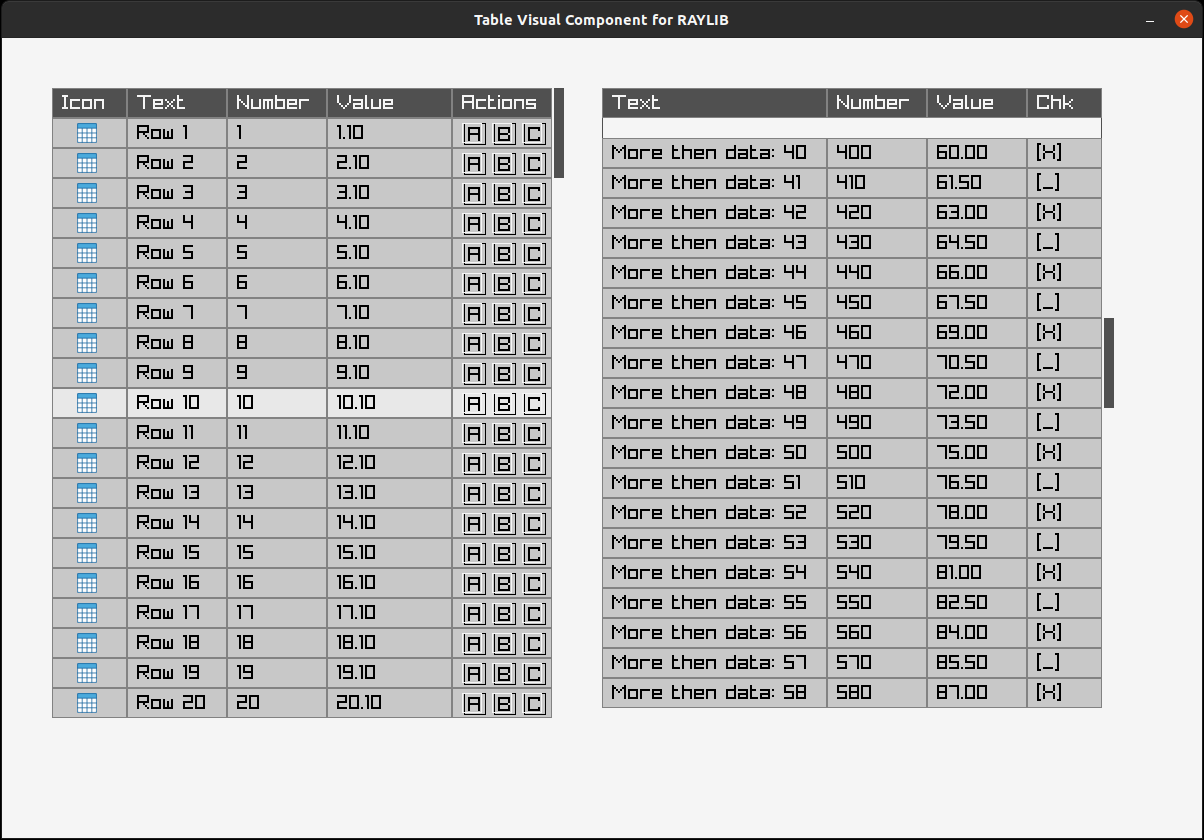 Table Visual Component for RAYLIB
Icon Text Number Value Actions
Row 1 1 1.10 [A] [B] [C]
Row 2 2 2.10 [A] [B] [C]
Row 3 3 3.10 [A] [B] [C]
Row 4 4 4.10 [A] [B] [C]
Row 5 5 5.10 [A] [B] [C]
Row 6 6 6.10 [A] [B] [C]
Row 7 7 7.10 [A] [B] [C]
Row 8 8 8.10 [A] [B] [C]
Row 9 9 9.10 [A] [B] [C]
Row 10 10 10.10 [A] [B] [C]
Row 11 11 11.10 [A] [B] [C]
Row 12 12 12.10 [A] [B] [C]
Row 13 13 13.10 [A] [B] [C]
Row 14 14 14.10 [A] [B] [C]
Row 15 15 15.10 [A] [B] [C]
Row 16 16 16.10 [A] [B] [C]
Row 17 17 17.10 [A] [B] [C]
Row 18 18 18.10 [A] [B] [C]
Row 19 19 19.10 [A] [B] [C]
Row 20 20 20.10 [A] [B] [C]
Text Number Value Chk
More then data: 40 400 60.00 [X]
More then data: 41 410 61.50 [_]
More then data: 42 420 63.00 [X]
More then data: 43 430 64.50 [_]
More then data: 44 440 66.00 [X]
More then data: 45 450 67.50 [_]
More then data: 46 460 69.00 [X]
More then data: 47 470 70.50 [_]
More then data: 48 480 72.00 [X]
More then data: 49 490 73.50 [_]
More then data: 50 500 75.00 [X]
More then data: 51 510 76.50 [_]
More then data: 52 520 78.00 [X]
More then data: 53 530 79.50 [_]
More then data: 54 540 81.00 [X]
More then data: 55 550 82.50 [_]
More then data: 56 560 84.00 [X]
More then data: 57 570 85.50 [_]
More then data: 58 580 87.00 [X]